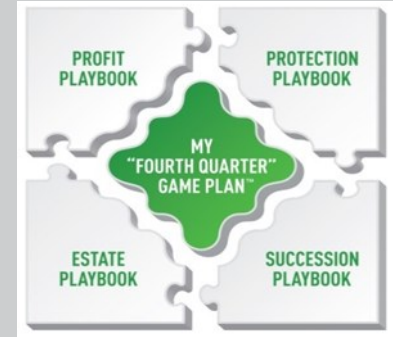 PROFIT
PLAYBOOK
PROTECTION
PLAYBOOK
MY
"FOURTH QUARTER"
GAME PLAN™
ESTATE
PLAYBOOK
SUCCESSION
PLAYBOOK